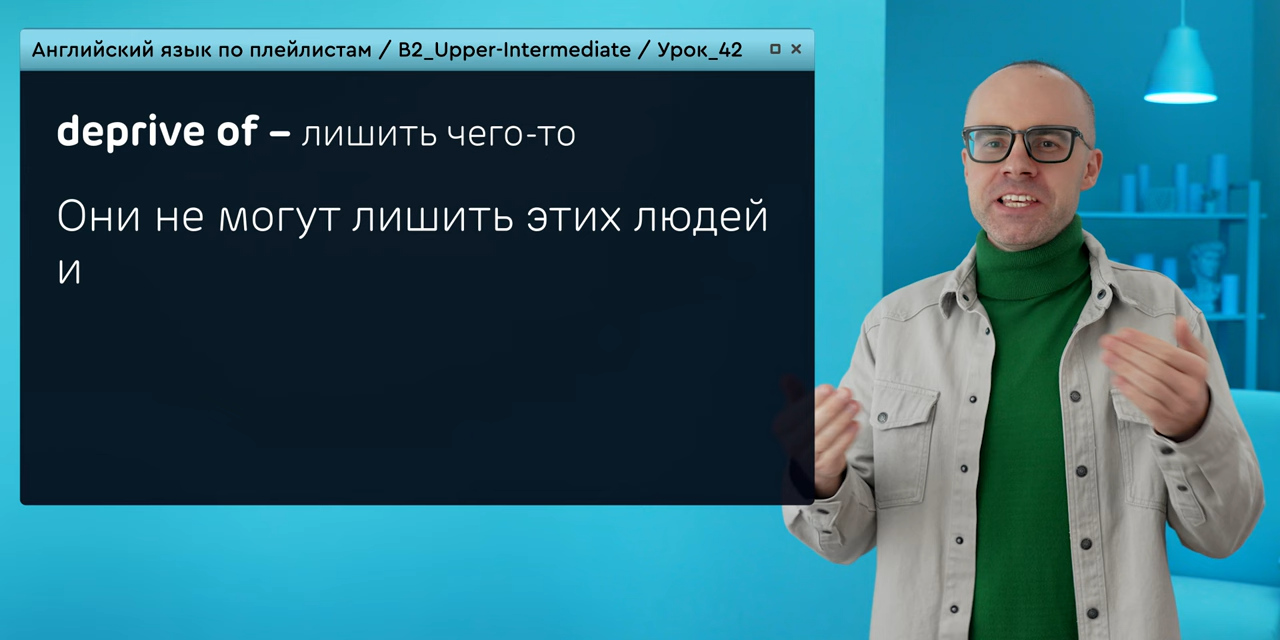 Английский язык по плейлистам / B2_Upper-Intermediate / Урок_42
deprive of – лишить чего-то
Они не могут лишить этих людей
и